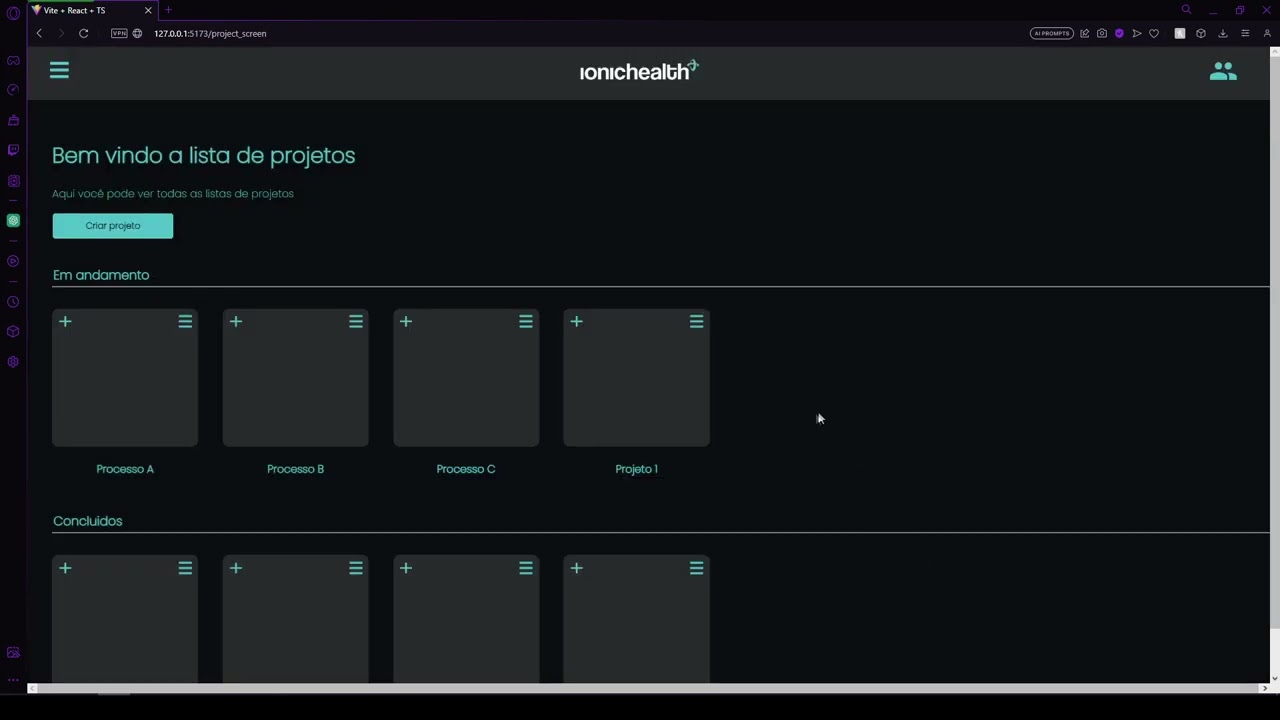 Vite + React + TS
VPN
127.0.0.1:5173/project_screen
AI PROMPTS
ionichealth
Bem vindo a lista de projetos
Aqui você pode ver todas as listas de projetos
Criar projeto
Em andamento
Processo A
Processo B
Processo C
Projeto 1
Concluidos